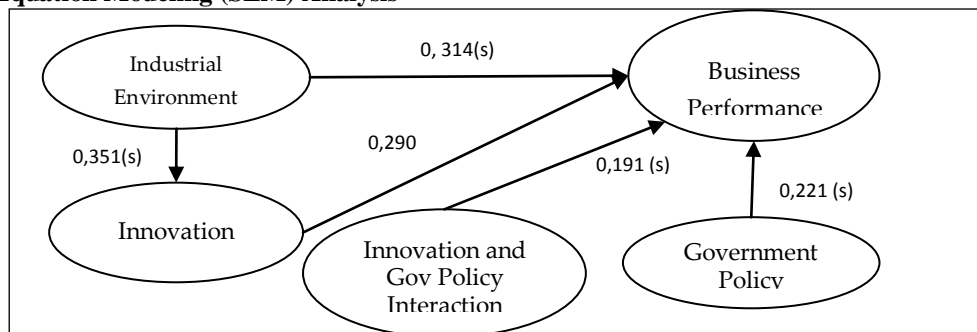 Equation Modeling (SEM) Analysis
Industrial
Environment
0, 314(s)
Business
Performance
0,351(s)
0,290
0,191 (s)
0,221 (s)
Innovation
Innovation and
Gov Policy
Interaction
Government
Policy